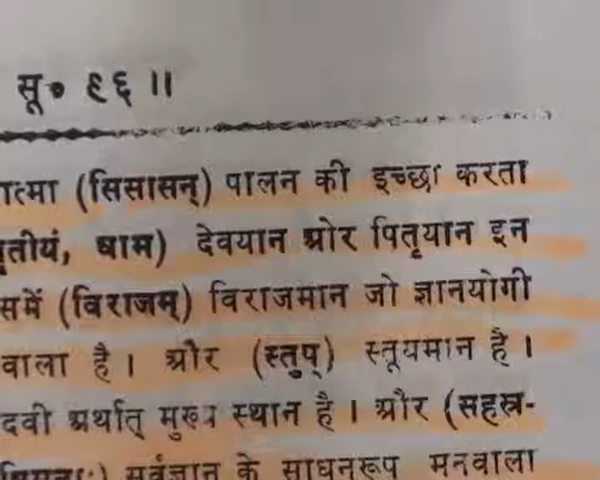 सू० ९६ ॥
त्मा (सिसासन्) पालन की इच्छा करता
तीयं, धाम) देवयान और पितृयान इन
समें (विराजम्) विराजमान जो ज्ञानयोगी
वाला है । और (स्तुप्) स्तूयमान है ।
दवी अर्थात् मुख्य स्थान है । और (सहस्र-
सर्वज्ञान के साधनरूप मनवाला